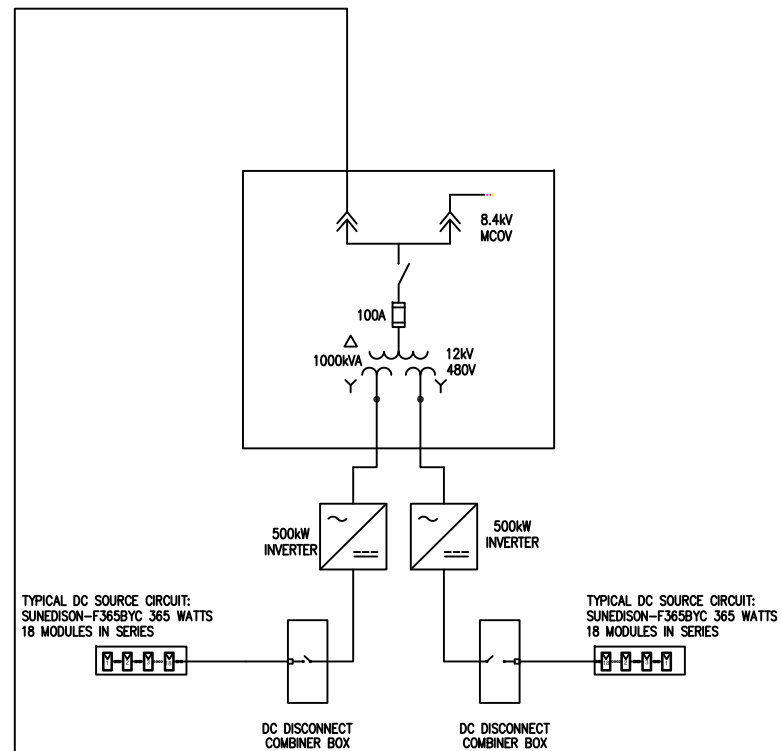 8.4kV
MCOV
100A
1000kVA
12kV
480V
500kW
INVERTER
500kW
INVERTER
TYPICAL DC SOURCE CIRCUIT:
SUNEDISON-F365BYC 365 WATTS
18 MODULES IN SERIES
TYPICAL DC SOURCE CIRCUIT:
SUNEDISON-F365BYC 365 WATTS
18 MODULES IN SERIES
DC DISCONNECT
COMBINER BOX
DC DISCONNECT
COMBINER BOX